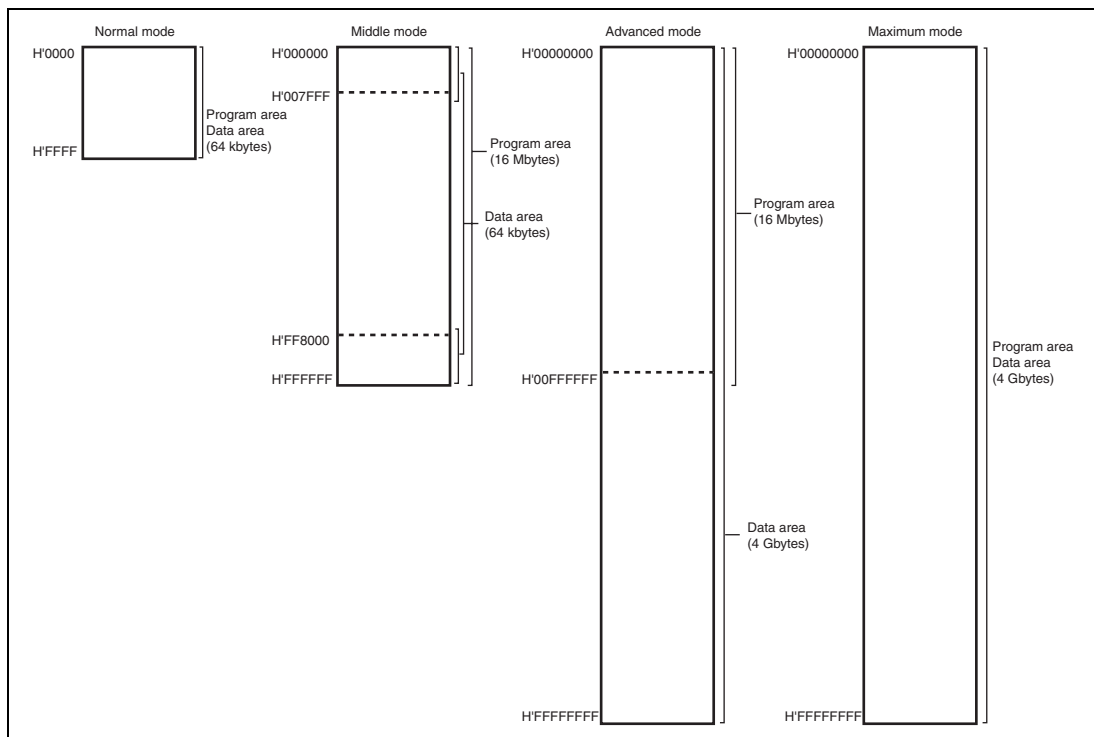 Normal mode
H'0000
H'FFFF
Program area
Data area
(64 kbytes)
Middle mode
H'000000
H'007FFF
H'FF8000
H'FFFFFF
Program area
(16 Mbytes)
Data area
(64 kbytes)
Advanced mode
H'00000000
H'00FFFFFF
H'FFFFFFFF
Program area
(16 Mbytes)
Data area
(4 Gbytes)
Maximum mode
H'00000000
H'FFFFFFFF
Program area
Data area
(4 Gbytes)